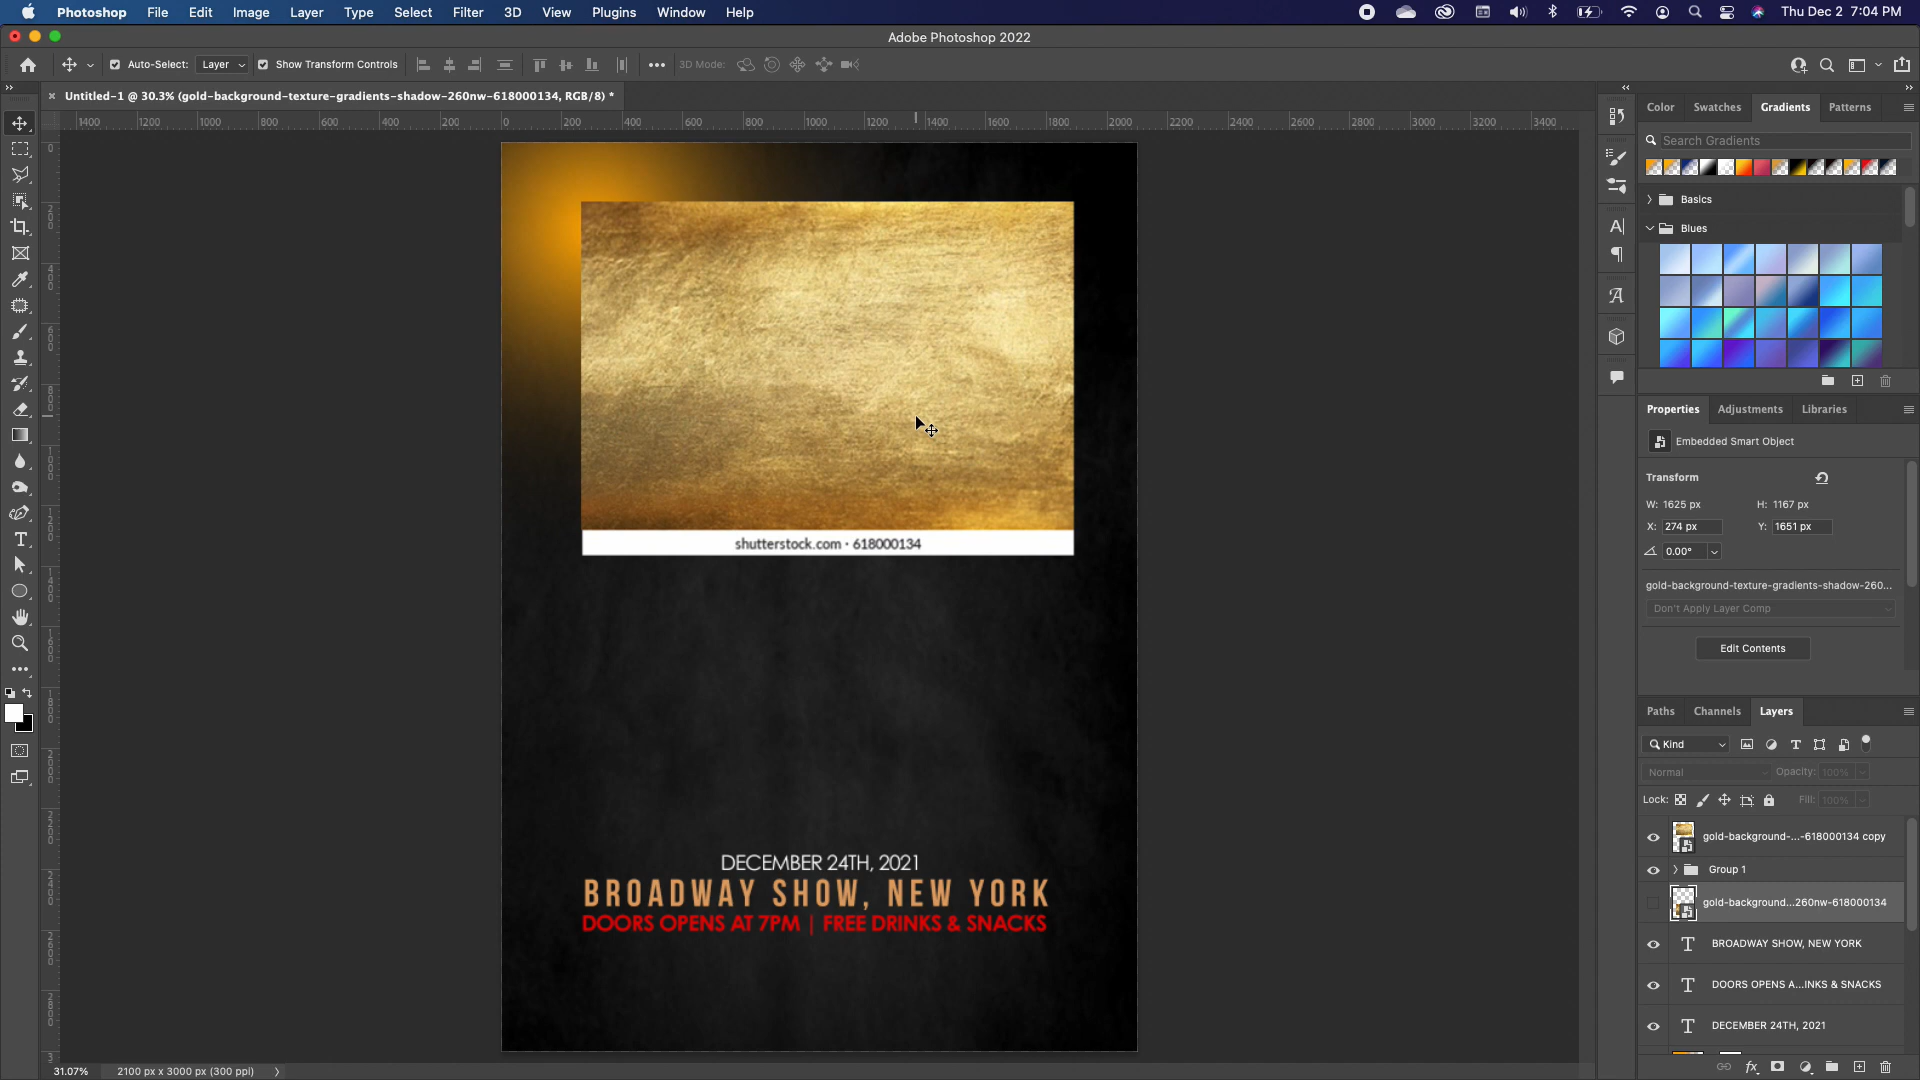 Photoshop File Edit Image Layer Type Select Filter 3D View Plugins Window Help Thu Dec 2 7:04 PM
Adobe Photoshop 2022
Auto-Select: Layer Show Transform Controls 3D Mode:
Untitled-1 @ 30.3% (gold-background-texture-gradients-shadow-260nw-618000134, RGB/8) *
1400 1200 1000 800 600 400 200 0 200 400 600 800 1000 1200 1400 1600 1800 2000 2200 2400 2600 2800 3000 3200 3400
Color Swatches Gradients Patterns
Search Gradients
Basics
Blues
shutterstock.com · 618000134
DECEMBER 24TH, 2021
BROADWAY SHOW, NEW YORK
DOORS OPENS AT 7PM | FREE DRINKS & SNACKS
Properties Adjustments Libraries
Embedded Smart Object
Transform
W: 1625 px H: 1167 px
X: 274 px Y: 1651 px
0.00°
gold-background-texture-gradients-shadow-260...
Don't Apply Layer Comp
Edit Contents
Paths Channels Layers
Kind
Normal Opacity: 100%
Lock: Fill: 100%
gold-background-...-618000134 copy
Group 1
gold-background...260nw-618000134
BROADWAY SHOW, NEW YORK
DOORS OPENS A...INKS & SNACKS
DECEMBER 24TH, 2021
31.07% 2100 px x 3000 px (300 ppi)